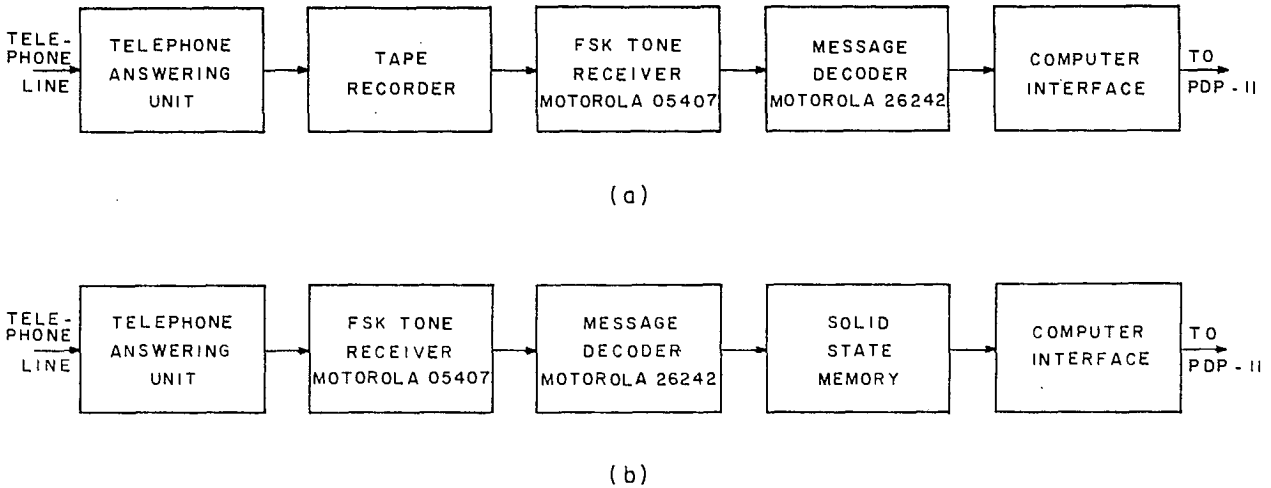 TELE-
PHONE
LINE
TELEPHONE
ANSWERING
UNIT
TAPE
RECORDER
FSK TONE
RECEIVER
MOTOROLA 05407
MESSAGE
DECODER
MOTOROLA 26242
COMPUTER
INTERFACE
TO
PDP-11
(a)
TELE-
PHONE
LINE
TELEPHONE
ANSWERING
UNIT
FSK TONE
RECEIVER
MOTOROLA 05407
MESSAGE
DECODER
MOTOROLA 26242
SOLID
STATE
MEMORY
COMPUTER
INTERFACE
TO
PDP-11
(b)